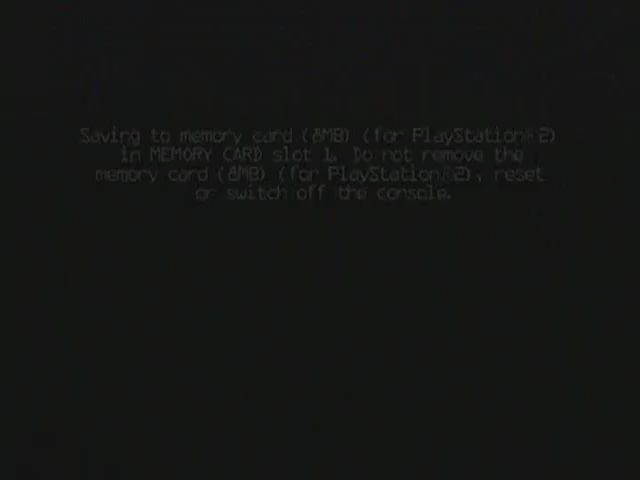 Saving to memory card (8MB) (for PlayStation®2)
in MEMORY CARD slot 1. Do not remove the
memory card (8MB) (for PlayStation®2), reset
or switch off the console.